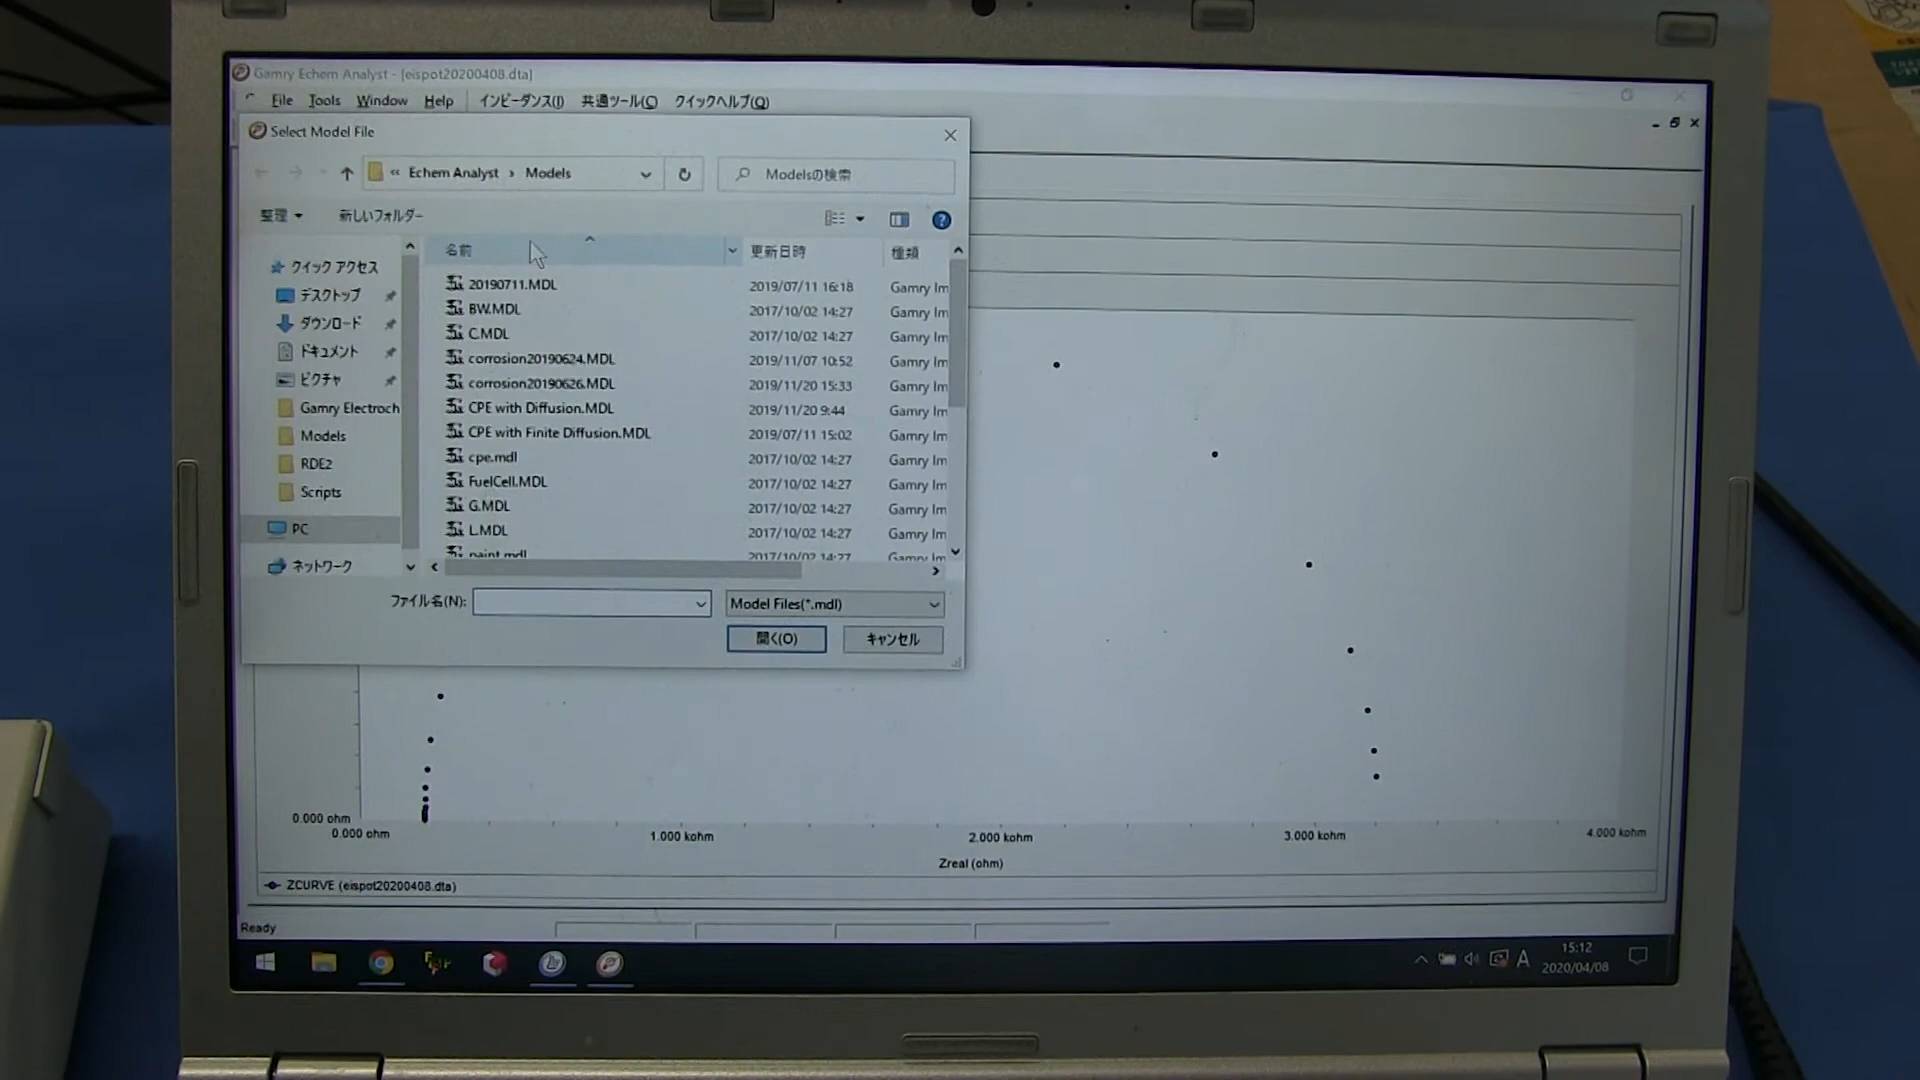 Gamry Echem Analyst - [eispot20200408.dta]
File Tools Window Help インピーダンス(I) 共通ツール(C) クイックヘルプ(Q)
Select Model File
« Echem Analyst › Models
Modelsの検索
整理 新しいフォルダー
名前 更新日時 種類
クイック アクセス
デスクトップ
ダウンロード
ドキュメント
ピクチャ
Gamry Electroch
Models
RDE2
Scripts
PC
ネットワーク
20190711.MDL 2019/07/11 16:18 Gamry Im
BW.MDL 2017/10/02 14:27 Gamry Im
C.MDL 2017/10/02 14:27 Gamry Im
corrosion20190624.MDL 2019/11/07 10:52 Gamry Im
corrosion20190626.MDL 2019/11/20 15:33 Gamry Im
CPE with Diffusion.MDL 2019/11/20 9:44 Gamry Im
CPE with Finite Diffusion.MDL 2019/07/11 15:02 Gamry Im
cpe.mdl 2017/10/02 14:27 Gamry Im
FuelCell.MDL 2017/10/02 14:27 Gamry Im
G.MDL 2017/10/02 14:27 Gamry Im
L.MDL 2017/10/02 14:27 Gamry Im
paint.mdl 2017/10/02 14:27 Gamry Im
ファイル名(N): Model Files(*.mdl)
開く(O) キャンセル
0.000 ohm
0.000 ohm 1.000 kohm 2.000 kohm 3.000 kohm 4.000 kohm
Zreal (ohm)
ZCURVE (eispot20200408.dta)
Ready
A 15:12
2020/04/08